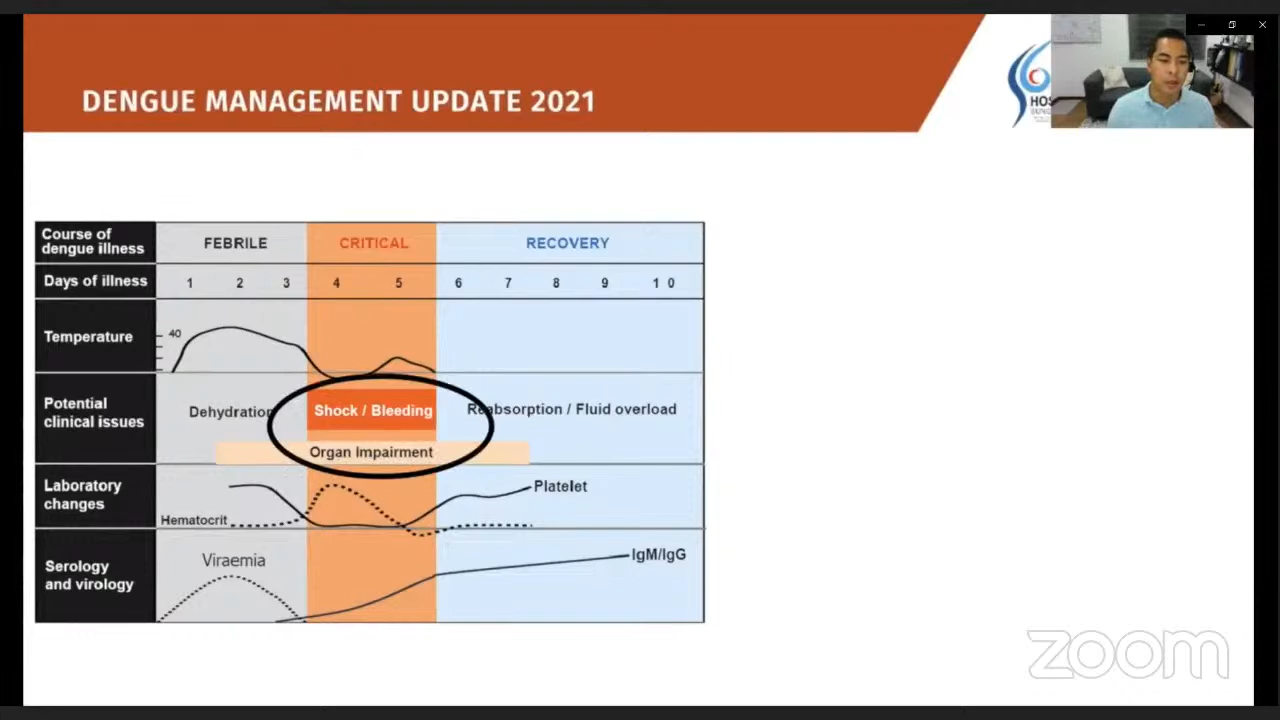 DENGUE MANAGEMENT UPDATE 2021
HOS
Course of
dengue illness
FEBRILE
CRITICAL
RECOVERY
Days of illness
1 2 3 4 5 6 7 8 9 1 0
Temperature
40
Potential
clinical issues
Dehydration
Shock / Bleeding
Reabsorption / Fluid overload
Organ Impairment
Laboratory
changes
Platelet
Hematocrit
Serology
and virology
Viraemia
IgM/IgG
zoom